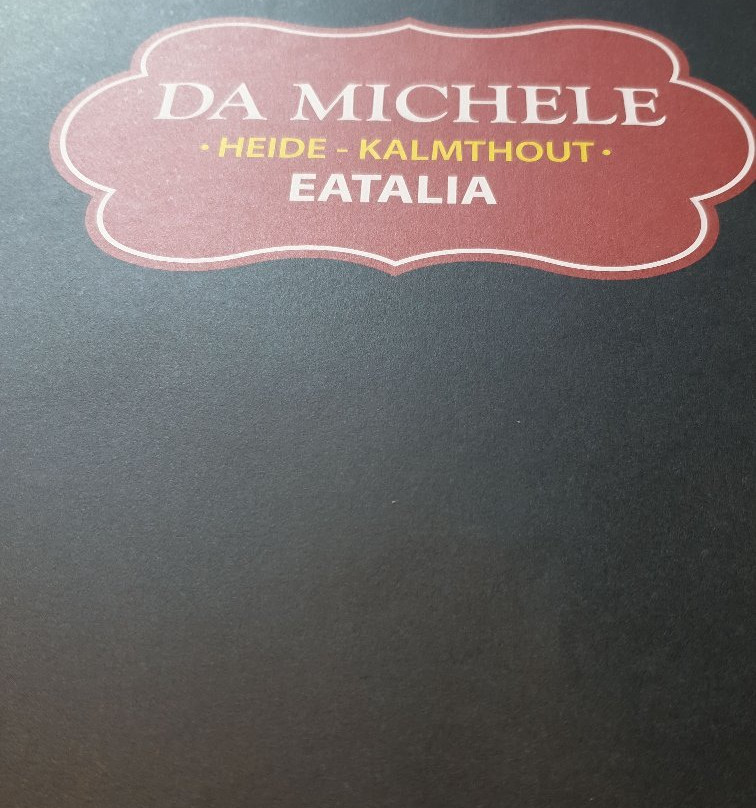 DA MICHELE
· HEIDE - KALMTHOUT ·
EATALIA